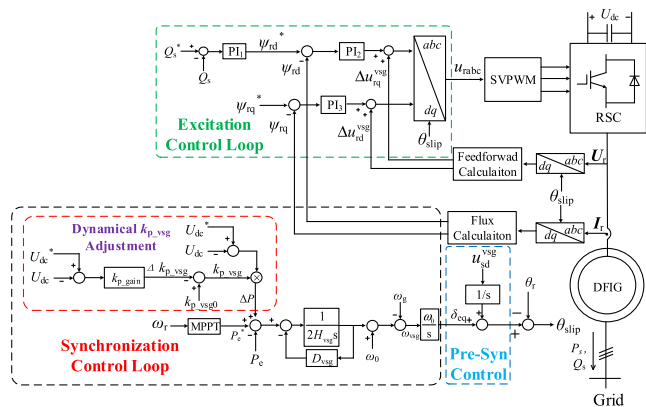 U_dc
Q_s^*
Q_s
PI_1
ψ_rd^*
ψ_rd
PI_2
Δu_rq^vsg
abc
dq
u_rabc
SVPWM
RSC
ψ_rq^*
ψ_rq
PI_3
Δu_rd^vsg
θ_slip
Excitation
Control Loop
Feedforwad
Calculaiton
dq
abc
U_r
θ_slip
Flux
Calculaiton
dq
abc
I_r
DFIG
Dynamical k_p_vsg
Adjustment
U_dc^*
U_dc
U_dc^*
U_dc
k_p_gain
Δ k_p_vsg
k_p_vsg
k_p_vsg0
ΔP
ω_r
MPPT
P_e^*
P_e
1
2H_vsg s
D_vsg
ω_0
ω_g
ω_vsg
ω_0
s
δ_eq
u_sd^vsg
1/s
θ_r
θ_slip
Synchronization
Control Loop
Pre-Syn
Control
P_s,
Q_s
Grid